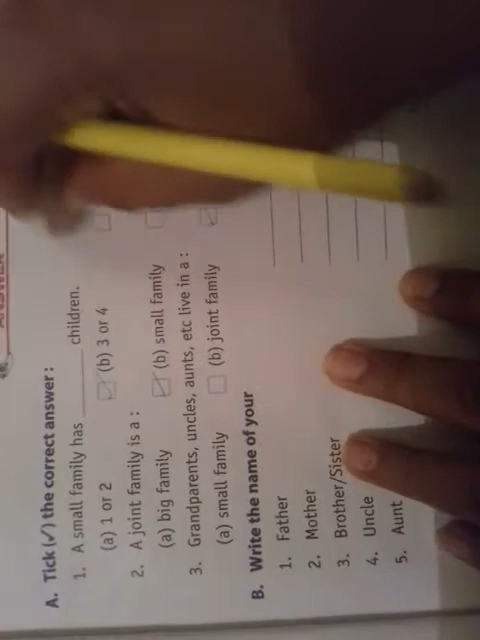 A. Tick (✓) the correct answer :
1. A small family has ______ children.
(a) 1 or 2 ☑ (b) 3 or 4 ☐
2. A joint family is a :
(a) big family ☑ (b) small family ☐
3. Grandparents, uncles, aunts, etc live in a :
(a) small family ☐ (b) joint family ☑
B. Write the name of your
1. Father
2. Mother
3. Brother/Sister
4. Uncle
5. Aunt